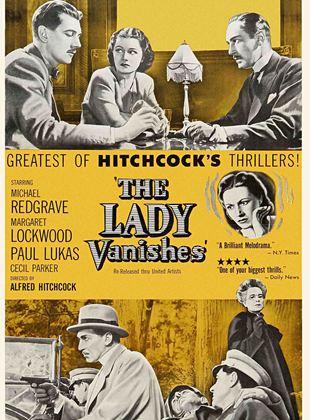 GREATEST OF HITCHCOCK'S THRILLERS!
STARRING
MICHAEL
REDGRAVE
MARGARET
LOCKWOOD
PAUL LUKAS
CECIL PARKER
DIRECTED BY
ALFRED HITCHCOCK
'THE
LADY
Vanishes'
Re-Released thru United Artists
"A Brilliant Melodrama."
— N.Y. Times
★★★★
"One of your biggest thrills."
— Daily News